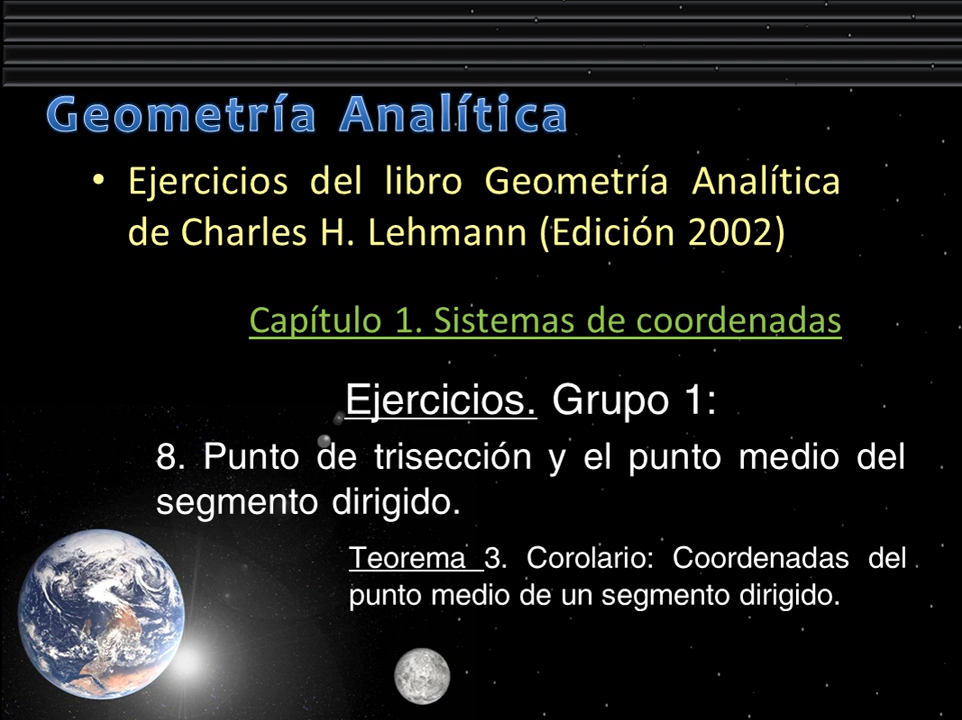 Geometría Analítica
• Ejercicios del libro Geometría Analítica
de Charles H. Lehmann (Edición 2002)
Capítulo 1. Sistemas de coordenadas
Ejercicios. Grupo 1:
8. Punto de trisección y el punto medio del
segmento dirigido.
Teorema 3. Corolario: Coordenadas del
punto medio de un segmento dirigido.